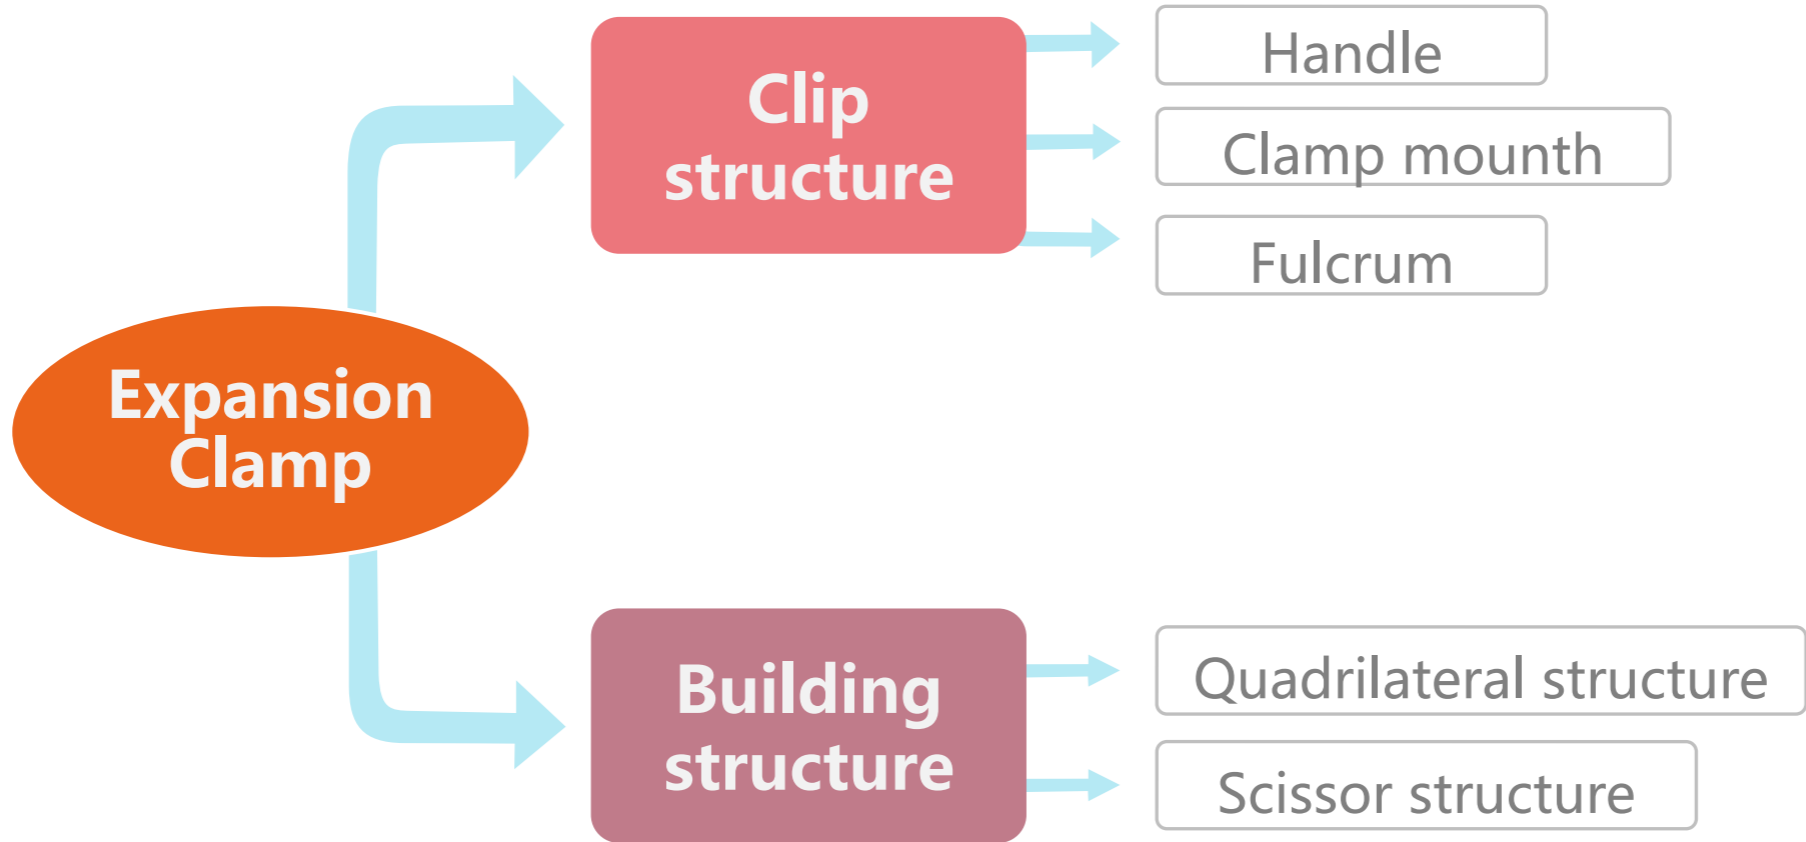 Expansion
Clamp
Clip
structure
Handle
Clamp mounth
Fulcrum
Building
structure
Quadrilateral structure
Scissor structure